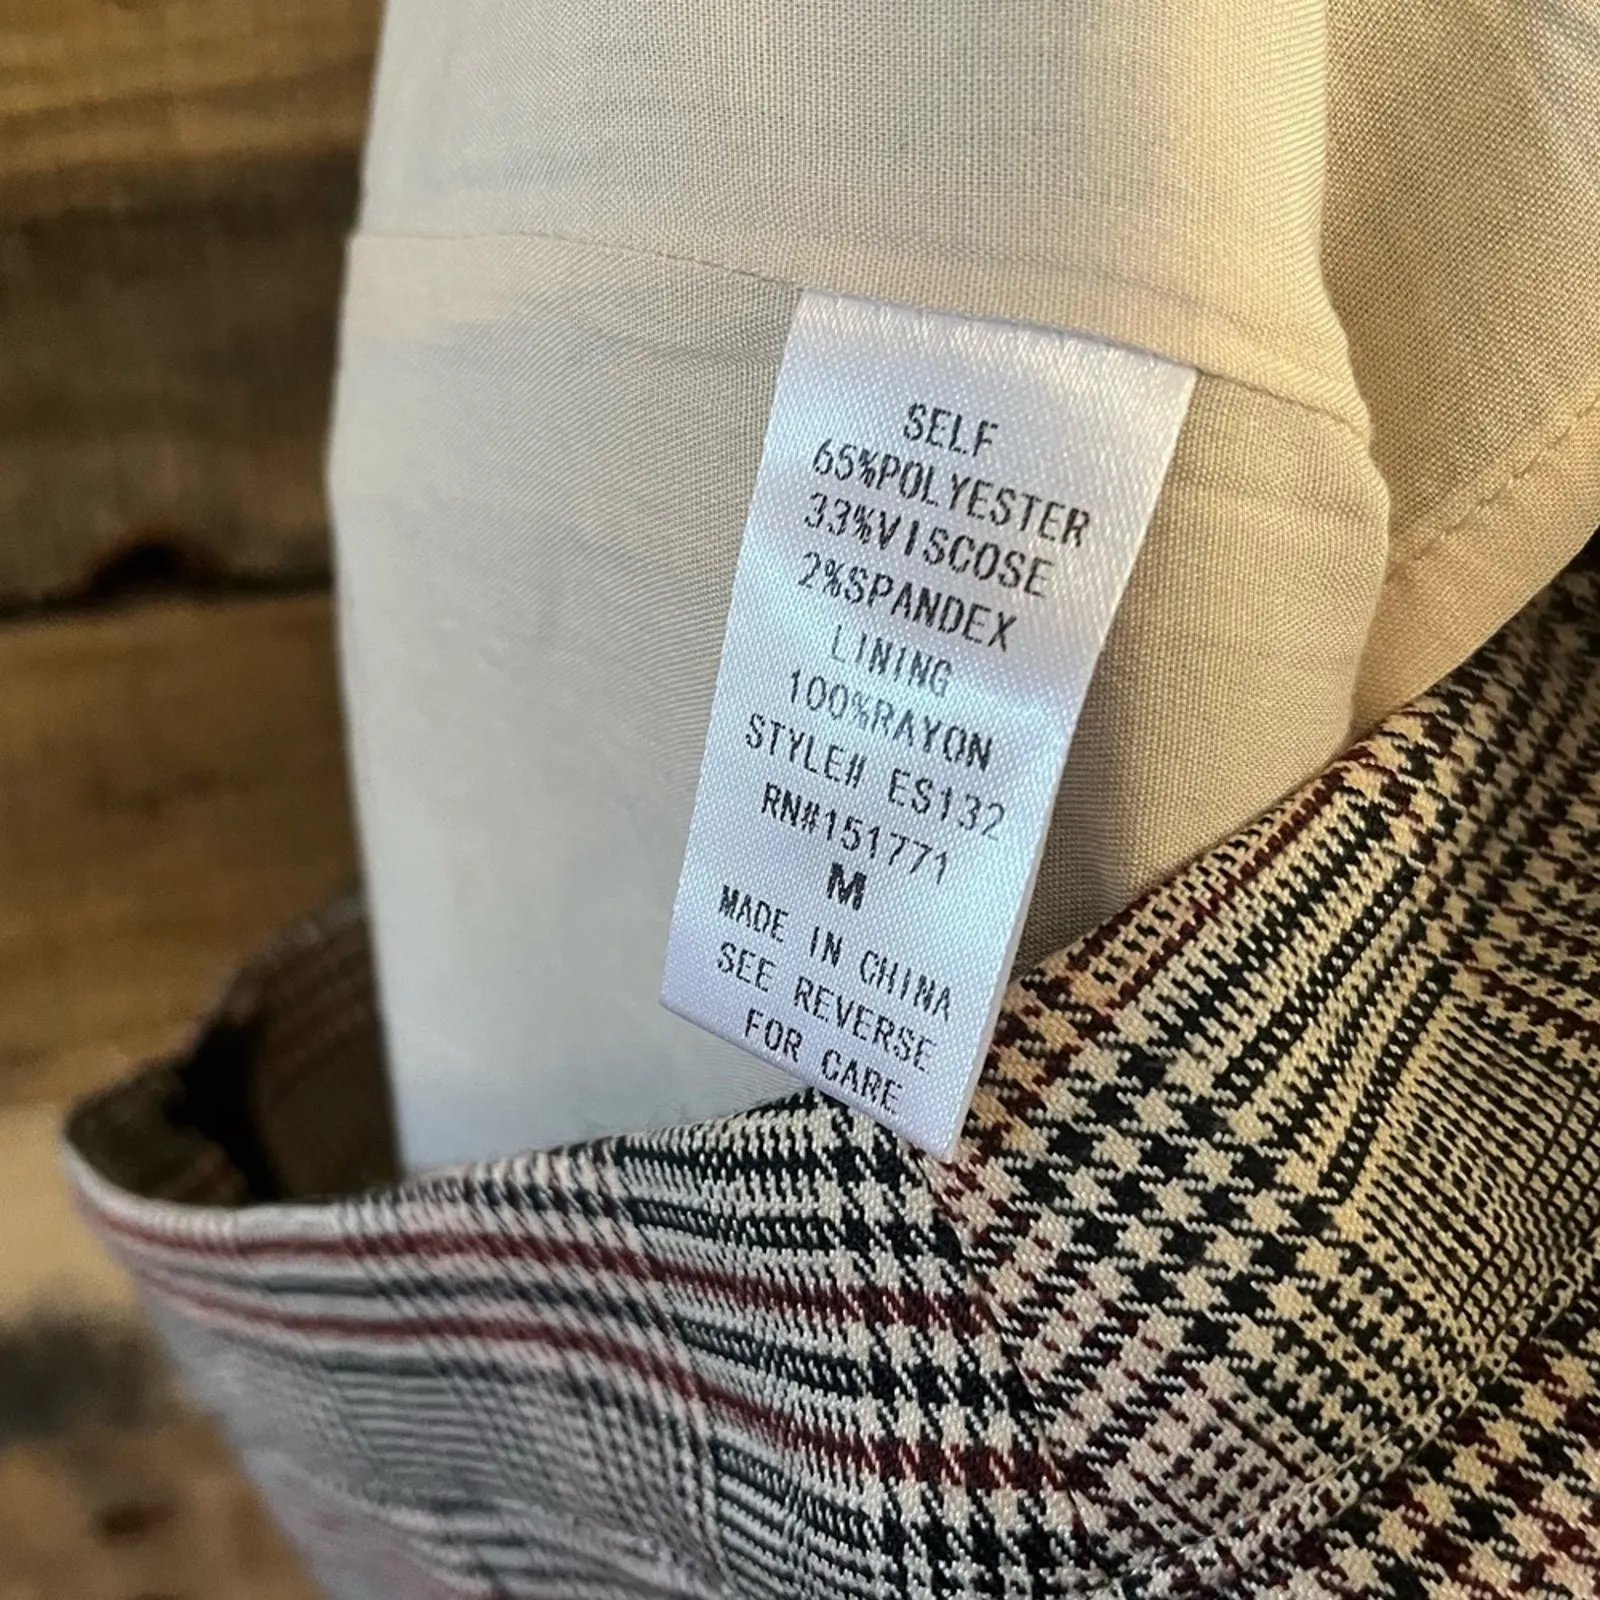 SELF
65%POLYESTER
33%VISCOSE
2%SPANDEX
LINING
100%RAYON
STYLE# ES132
RN#151771
M
MADE IN CHINA
SEE REVERSE
FOR CARE